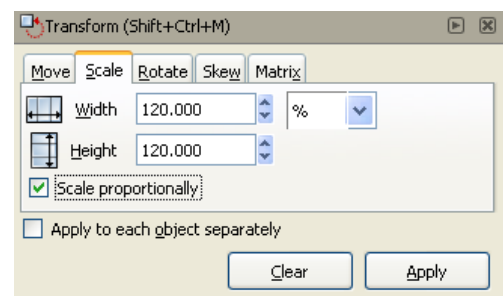 Transform (Shift+Ctrl+M)
Move Scale Rotate Skew Matrix
Width 120.000 %
Height 120.000
Scale proportionally
Apply to each object separately
Clear Apply